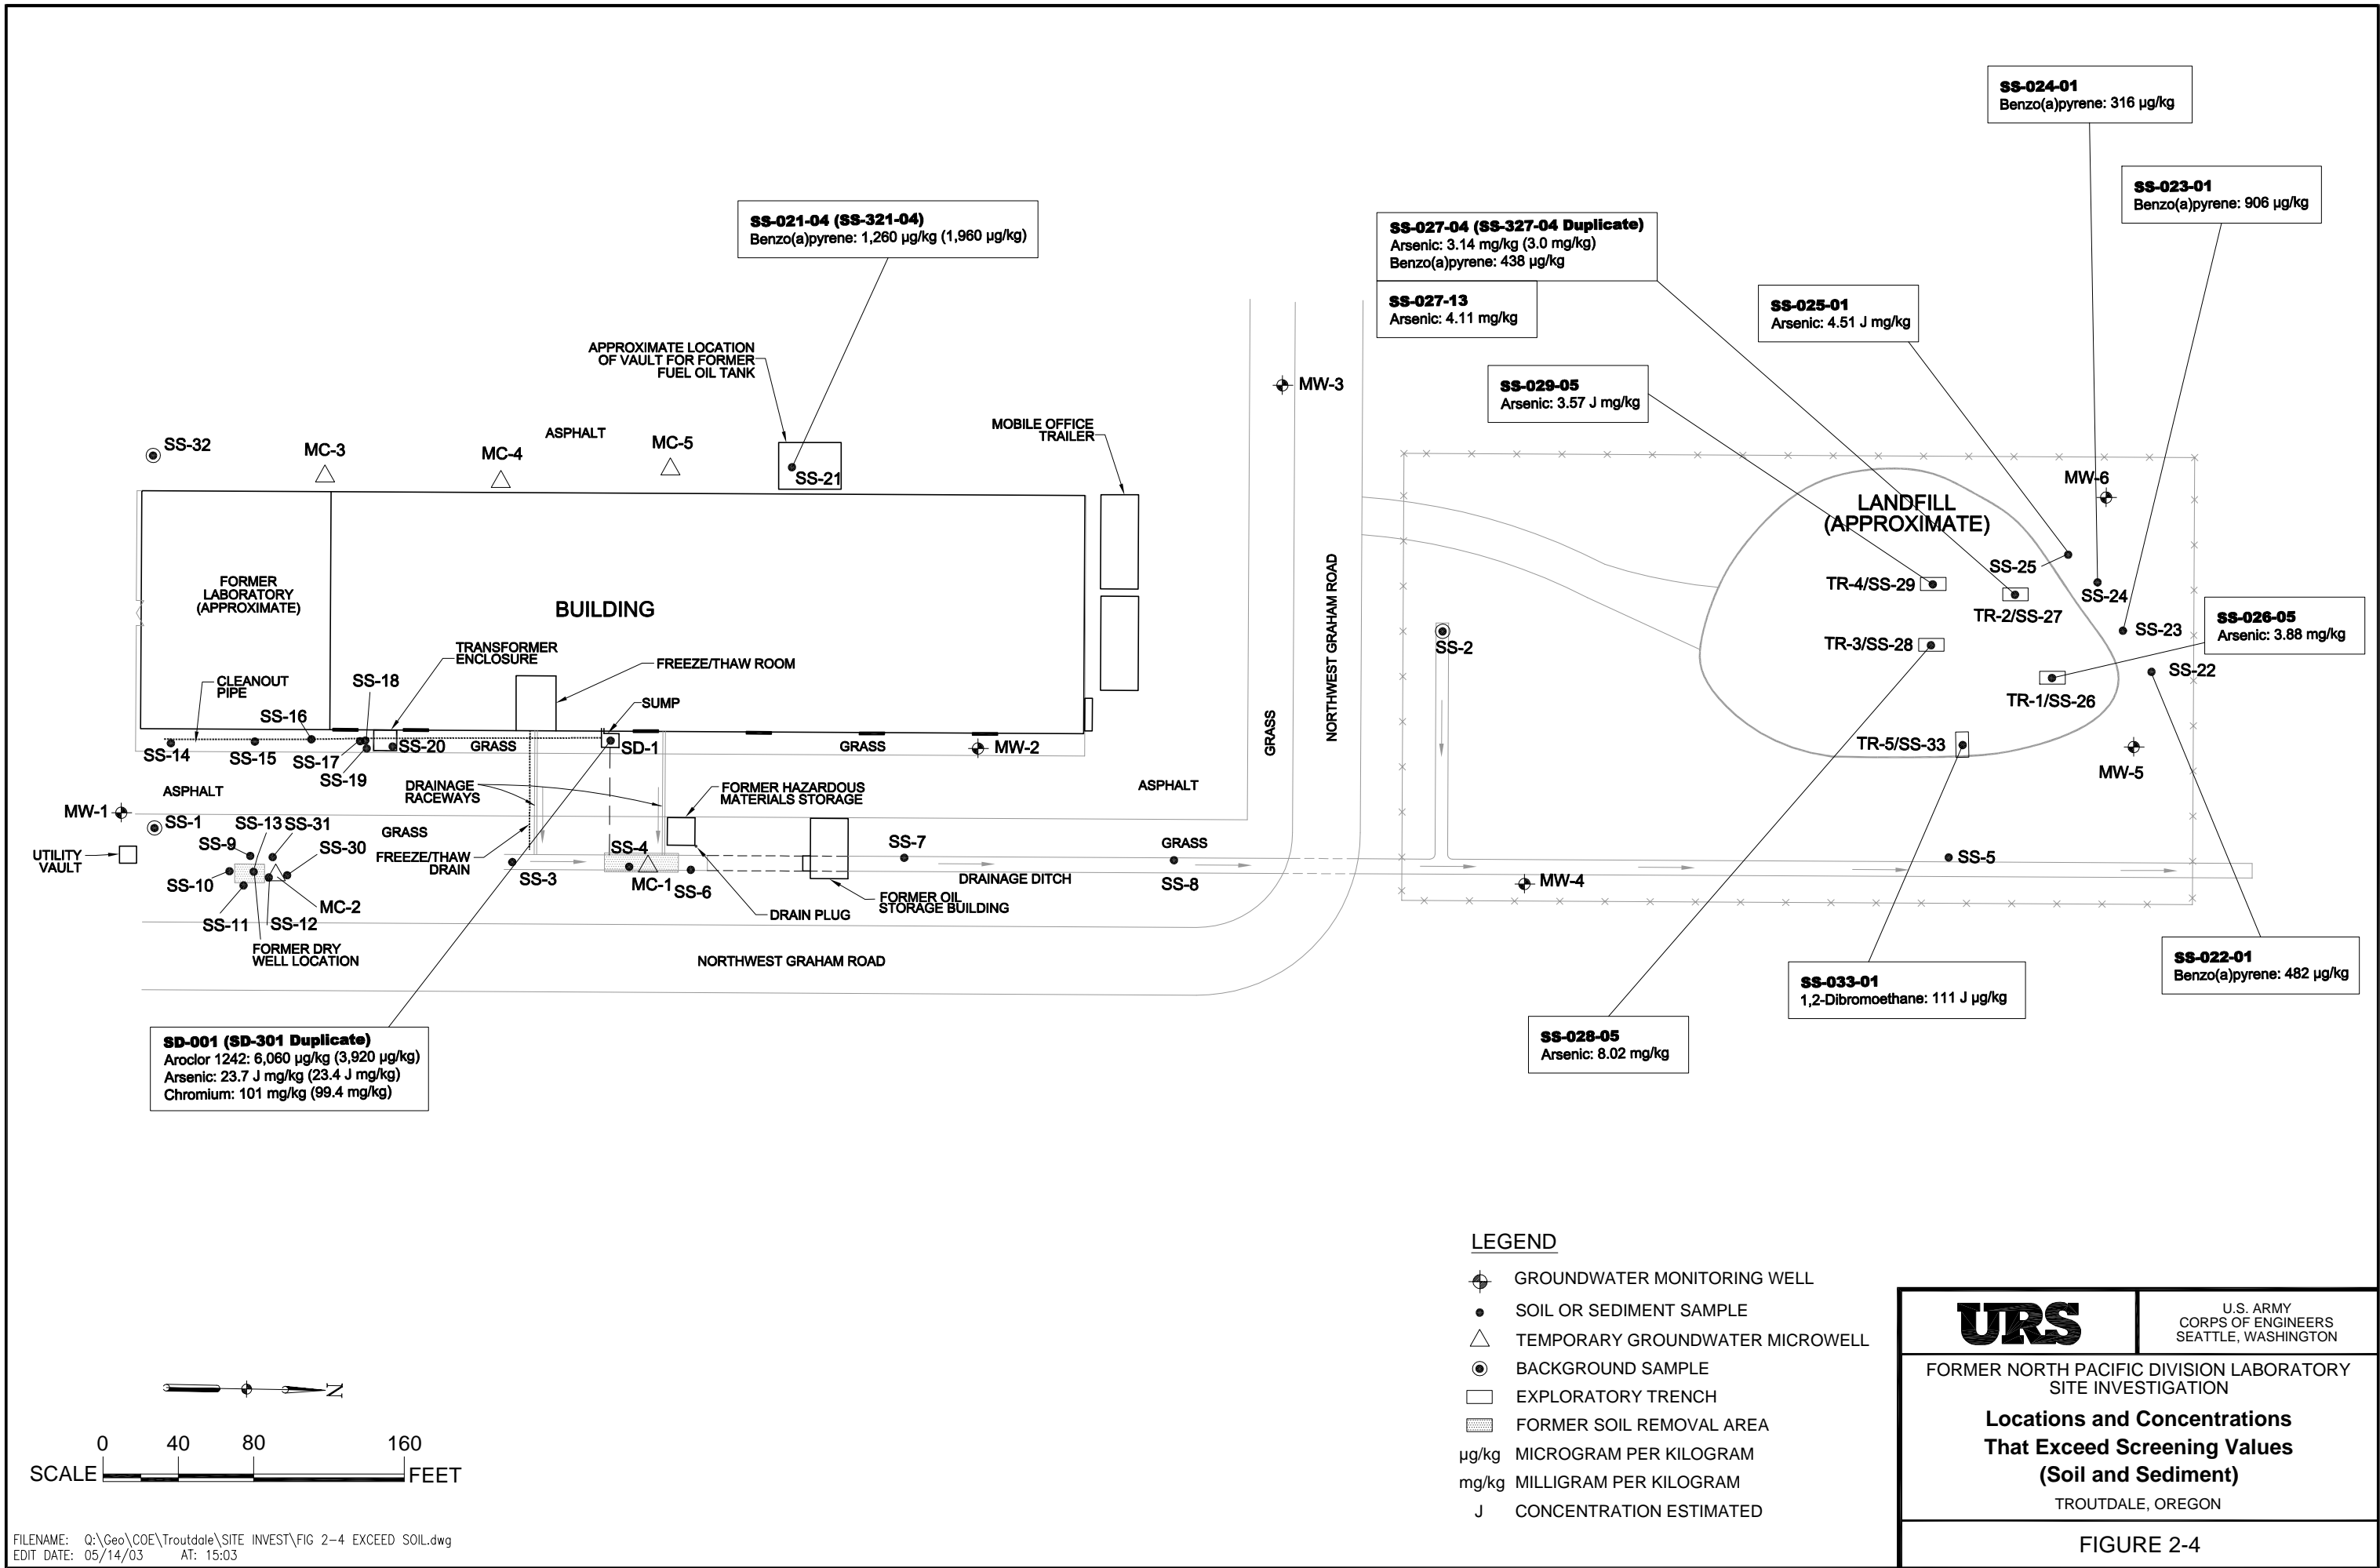 SS-024-01
Benzo(a)pyrene: 316 µg/kg
SS-023-01
Benzo(a)pyrene: 906 µg/kg
SS-021-04 (SS-321-04)
Benzo(a)pyrene: 1,260 µg/kg (1,960 µg/kg)
SS-027-04 (SS-327-04 Duplicate)
Arsenic: 3.14 mg/kg (3.0 mg/kg)
Benzo(a)pyrene: 438 µg/kg
SS-027-13
Arsenic: 4.11 mg/kg
SS-025-01
Arsenic: 4.51 J mg/kg
SS-029-05
Arsenic: 3.57 J mg/kg
APPROXIMATE LOCATION
OF VAULT FOR FORMER
FUEL OIL TANK
MW-3
MOBILE OFFICE
TRAILER
SS-32
MC-3
MC-4
ASPHALT
MC-5
SS-21
MW-6
LANDFILL
(APPROXIMATE)
SS-25
TR-4/SS-29
SS-24
TR-2/SS-27
SS-23
TR-3/SS-28
SS-026-05
Arsenic: 3.88 mg/kg
SS-22
TR-1/SS-26
TR-5/SS-33
MW-5
FORMER
LABORATORY
(APPROXIMATE)
BUILDING
TRANSFORMER
ENCLOSURE
FREEZE/THAW ROOM
CLEANOUT
PIPE
SS-18
SS-16
SUMP
SS-14
SS-15
SS-17
SS-19
SS-20
GRASS
SD-1
GRASS
MW-2
GRASS
NORTHWEST GRAHAM ROAD
SS-2
ASPHALT
DRAINAGE
RACEWAYS
FORMER HAZARDOUS
MATERIALS STORAGE
ASPHALT
MW-1
SS-1
SS-13
SS-31
GRASS
SS-9
SS-30
FREEZE/THAW
DRAIN
UTILITY
VAULT
SS-10
SS-11
SS-12
MC-2
SS-3
SS-4
MC-1
SS-6
SS-7
GRASS
SS-8
DRAINAGE DITCH
SS-5
MW-4
FORMER OIL
STORAGE BUILDING
DRAIN PLUG
FORMER DRY
WELL LOCATION
NORTHWEST GRAHAM ROAD
SS-022-01
Benzo(a)pyrene: 482 µg/kg
SS-033-01
1,2-Dibromoethane: 111 J µg/kg
SS-028-05
Arsenic: 8.02 mg/kg
SD-001 (SD-301 Duplicate)
Aroclor 1242: 6,060 µg/kg (3,920 µg/kg)
Arsenic: 23.7 J mg/kg (23.4 J mg/kg)
Chromium: 101 mg/kg (99.4 mg/kg)
LEGEND
GROUNDWATER MONITORING WELL
SOIL OR SEDIMENT SAMPLE
TEMPORARY GROUNDWATER MICROWELL
BACKGROUND SAMPLE
EXPLORATORY TRENCH
FORMER SOIL REMOVAL AREA
µg/kg MICROGRAM PER KILOGRAM
mg/kg MILLIGRAM PER KILOGRAM
J CONCENTRATION ESTIMATED
N
0 40 80 160
SCALE FEET
URS
U.S. ARMY
CORPS OF ENGINEERS
SEATTLE, WASHINGTON
FORMER NORTH PACIFIC DIVISION LABORATORY
SITE INVESTIGATION
Locations and Concentrations
That Exceed Screening Values
(Soil and Sediment)
TROUTDALE, OREGON
FIGURE 2-4
FILENAME: Q:\Geo\COE\Troutdale\SITE INVEST\FIG 2-4 EXCEED SOIL.dwg
EDIT DATE: 05/14/03 AT: 15:03